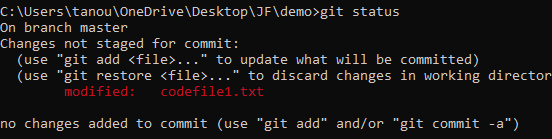 C:\Users\tanou\OneDrive\Desktop\JF\demo>git status
On branch master
Changes not staged for commit:
  (use "git add <file>..." to update what will be committed)
  (use "git restore <file>..." to discard changes in working director
        modified:   codefile1.txt

no changes added to commit (use "git add" and/or "git commit -a")